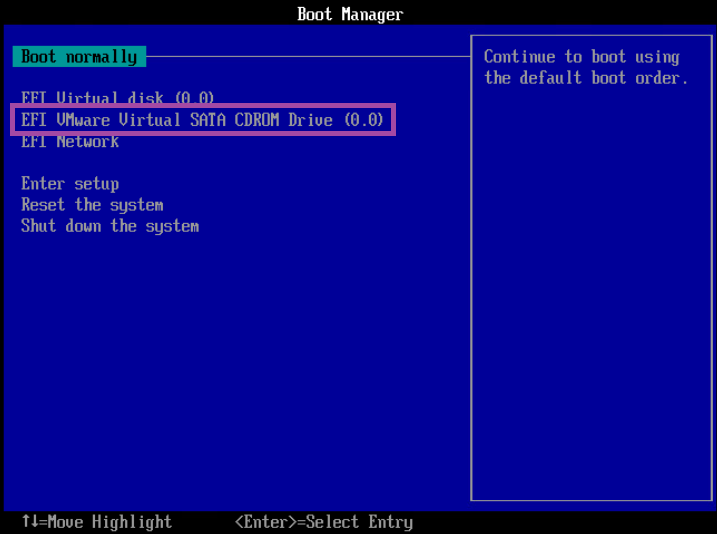 Boot Manager
Boot normally
EFI Virtual disk (0.0)
EFI VMware Virtual SATA CDROM Drive (0.0)
EFI Network
Enter setup
Reset the system
Shut down the system
Continue to boot using
the default boot order.
↑↓=Move Highlight <Enter>=Select Entry